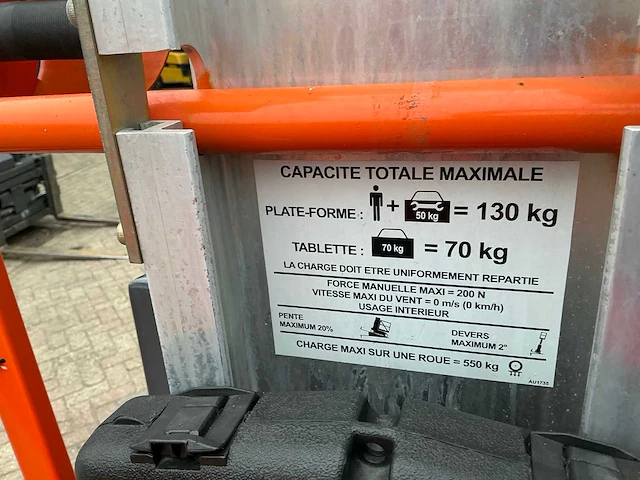 CAPACITE TOTALE MAXIMALE
PLATE-FORME : + 50 kg = 130 kg
TABLETTE : 70 kg = 70 kg
LA CHARGE DOIT ETRE UNIFORMEMENT REPARTIE
FORCE MANUELLE MAXI = 200 N
VITESSE MAXI DU VENT = 0 m/s (0 km/h)
USAGE INTERIEUR
PENTE
MAXIMUM 20%
DEVERS
MAXIMUM 2°
CHARGE MAXI SUR UNE ROUE = 550 kg
AU1735